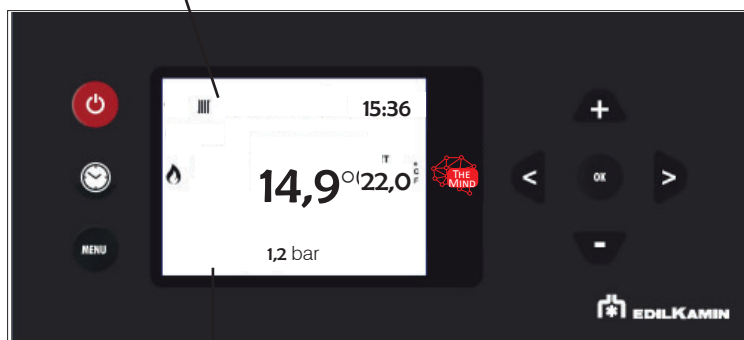 15:36
14,9° 22,0
THE MIND
OK
MENU
1,2 bar
EDILKAMIN